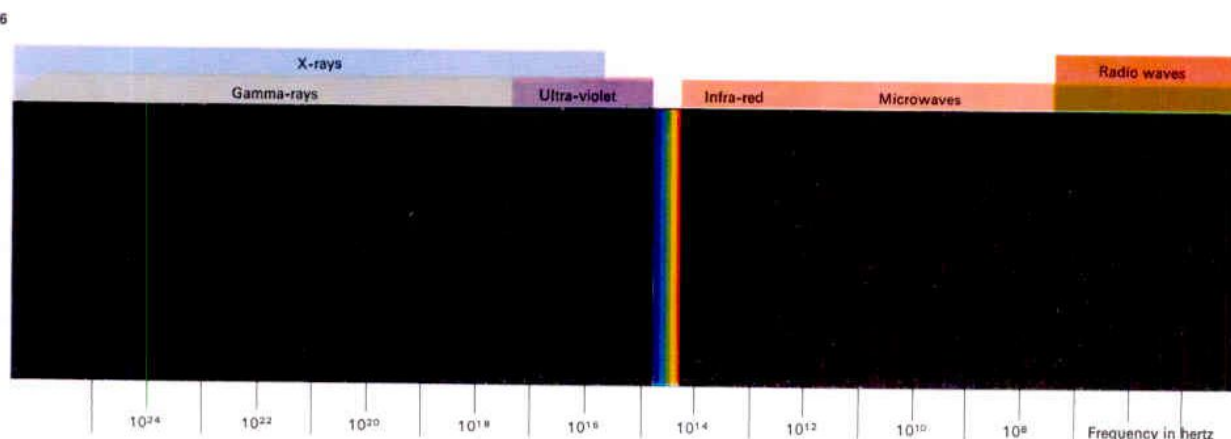 6
X-rays
Radio waves
Gamma-rays
Ultra-violet
Infra-red
Microwaves
10²⁴
10²²
10²⁰
10¹⁸
10¹⁶
10¹⁴
10¹²
10¹⁰
10⁸
Frequency in hertz